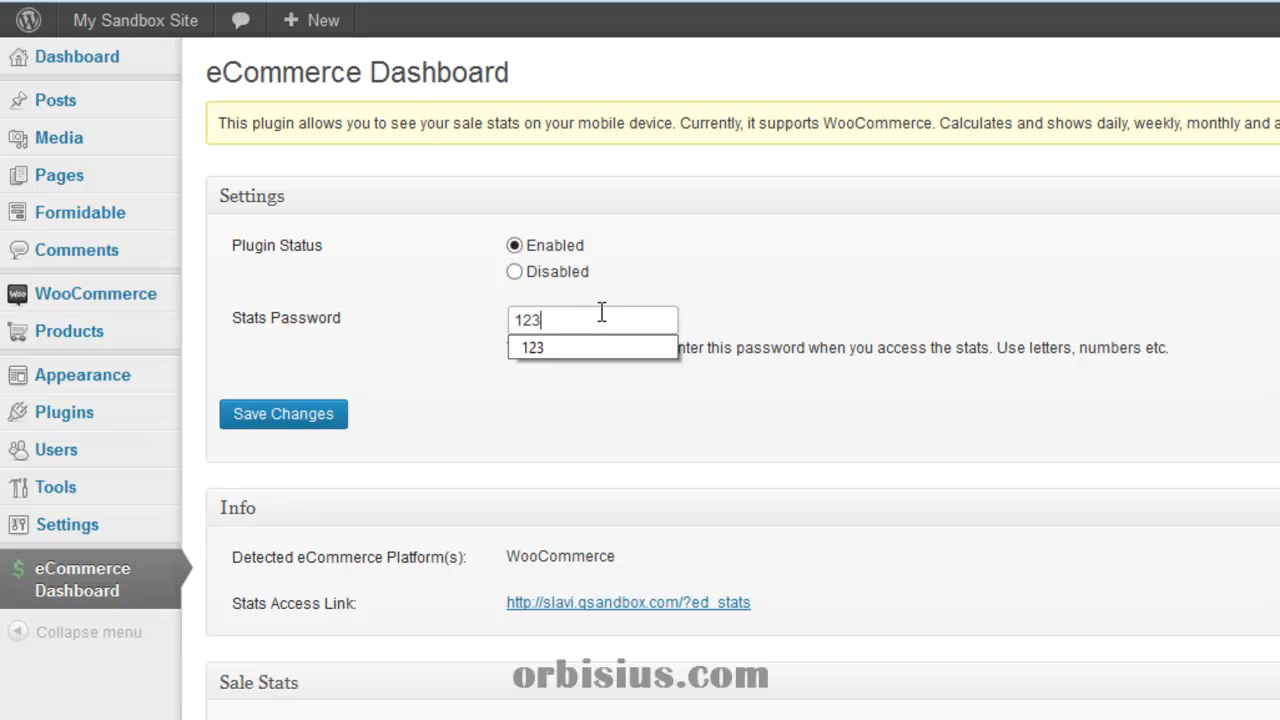 My Sandbox Site
New
Dashboard
Posts
Media
Pages
Formidable
Comments
WOO
WooCommerce
Products
Appearance
Plugins
Users
Tools
Settings
$
eCommerce
Dashboard
Collapse menu
eCommerce Dashboard
This plugin allows you to see your sale stats on your mobile device. Currently, it supports WooCommerce. Calculates and shows daily, weekly, monthly and a
Settings
Plugin Status
Enabled
Disabled
Stats Password
123
123
nter this password when you access the stats. Use letters, numbers etc.
Save Changes
Info
Detected eCommerce Platform(s):
WooCommerce
Stats Access Link:
http://slavi.qsandbox.com/?ed_stats
Sale Stats
orbisius.com